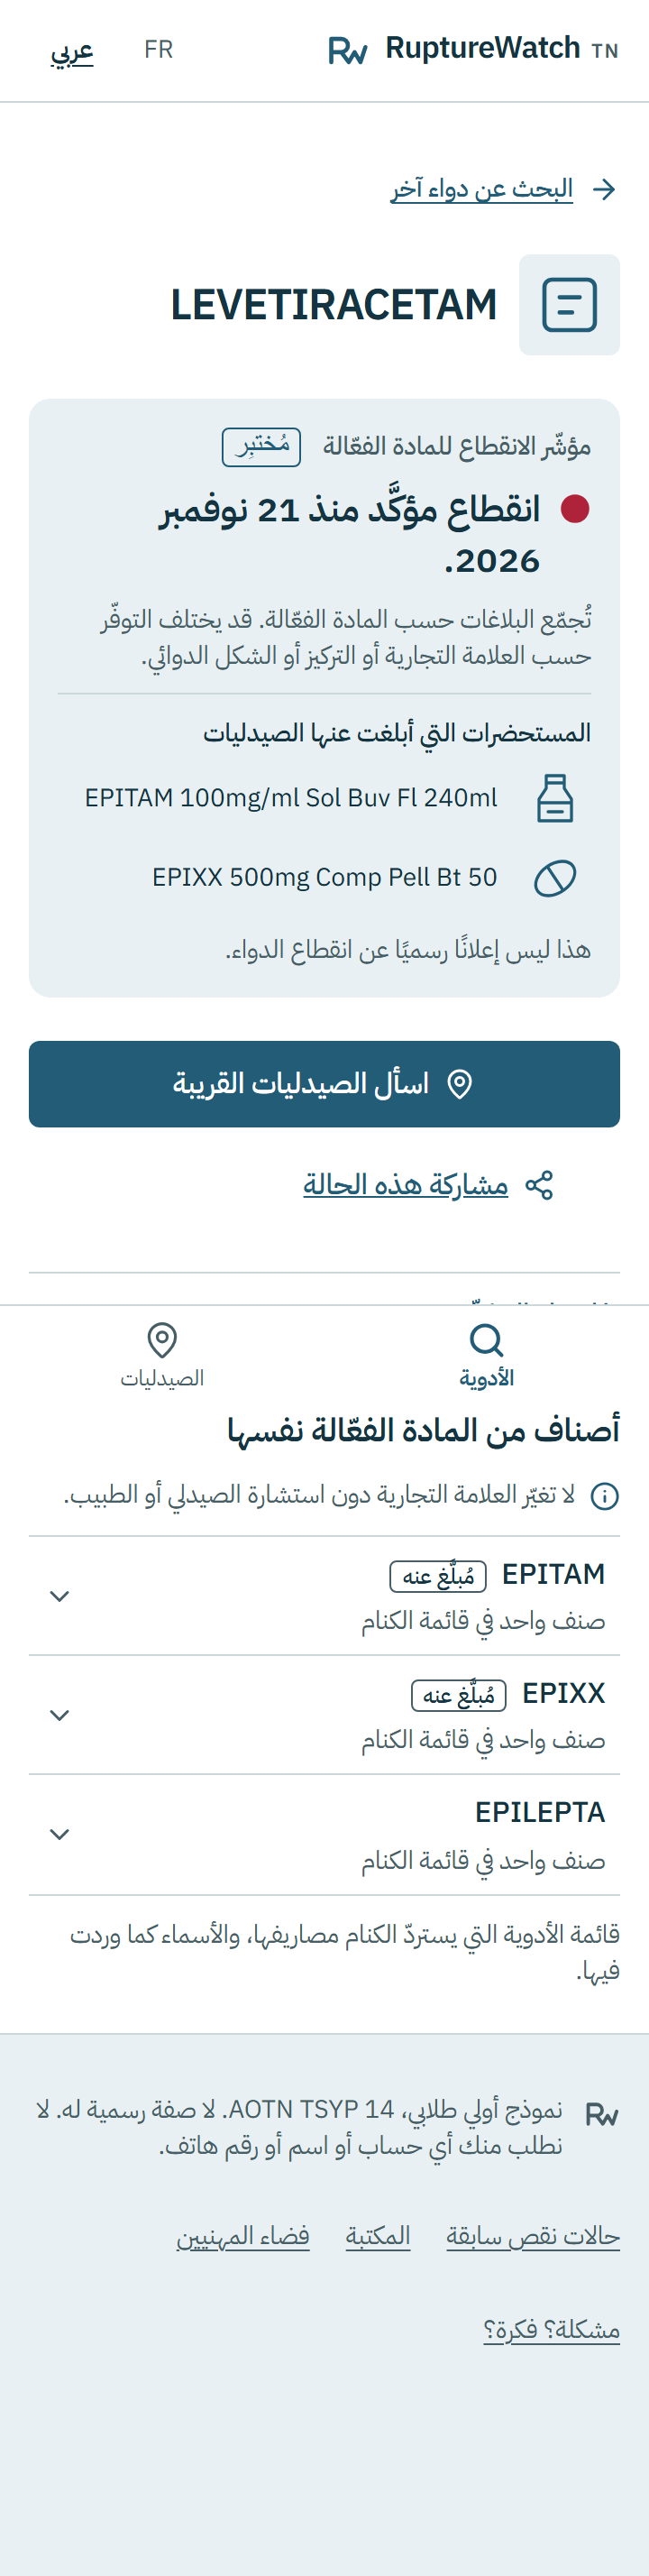 RuptureWatch TN
FR
عربي
البحث عن دواء آخر
LEVETIRACETAM
مؤشّر الانقطاع للمادة الفعّالة
مُختبِر
انقطاع مؤكَّد منذ 21 نوفمبر
2026.
تُجمّع البلاغات حسب المادة الفعّالة. قد يختلف التوفّر
حسب العلامة التجارية أو التركيز أو الشكل الدوائي.
المستحضرات التي أبلغت عنها الصيدليات
EPITAM 100mg/ml Sol Buv Fl 240ml
EPIXX 500mg Comp Pell Bt 50
هذا ليس إعلانًا رسميًا عن انقطاع الدواء.
اسأل الصيدليات القريبة
مشاركة هذه الحالة
الأدوية
الصيدليات
أصناف من المادة الفعّالة نفسها
لا تغيّر العلامة التجارية دون استشارة الصيدلي أو الطبيب.
EPITAM مُبلَّغ عنه
صنف واحد في قائمة الكنام
EPIXX مُبلَّغ عنه
صنف واحد في قائمة الكنام
EPILEPTA
صنف واحد في قائمة الكنام
قائمة الأدوية التي يستردّ الكنام مصاريفها، والأسماء كما وردت
فيها.
نموذج أولي طلابي، AOTN TSYP 14. لا صفة رسمية له. لا
نطلب منك أي حساب أو اسم أو رقم هاتف.
حالات نقص سابقة
المكتبة
فضاء المهنيين
مشكلة؟ فكرة؟